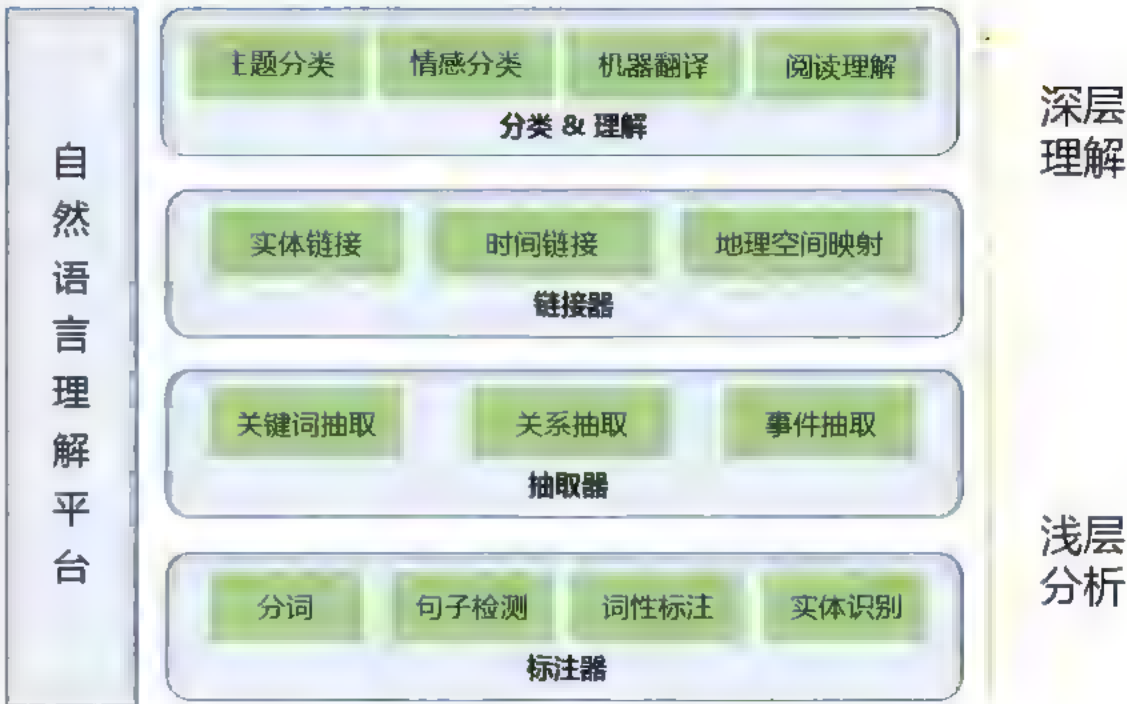 自然语言理解平台
主题分类 情感分类 机器翻译 阅读理解
分类 & 理解
实体链接 时间链接 地理空间映射
链接器
关键词抽取 关系抽取 事件抽取
抽取器
分词 句子检测 词性标注 实体识别
标注器
深层
理解
浅层
分析